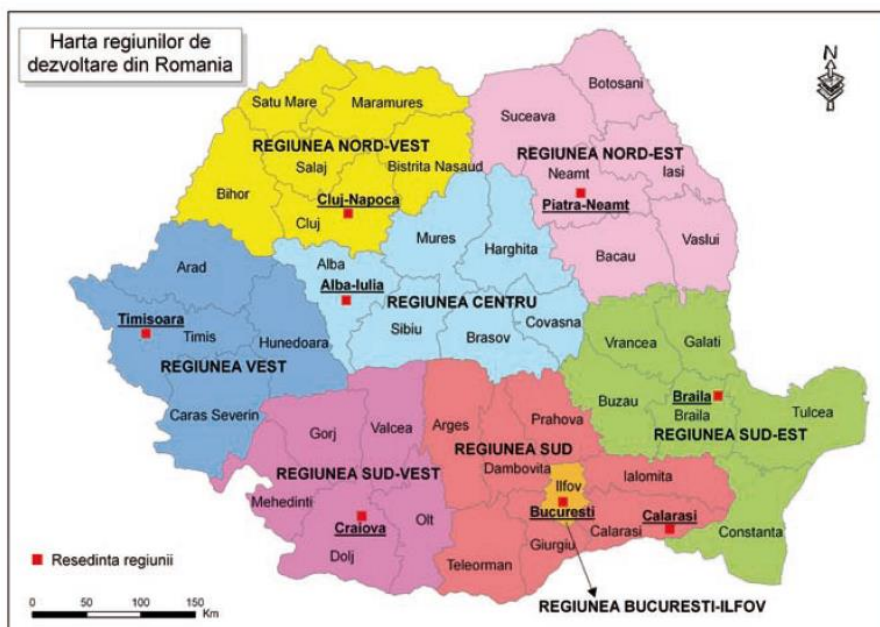 Harta regiunilor de
dezvoltare din Romania
N
Botosani
Satu Mare
Maramures
Suceava
REGIUNEA NORD-VEST
REGIUNEA NORD-EST
Salaj
Bistrita Nasaud
Neamt
Iasi
Bihor
Cluj-Napoca
Piatra-Neamt
Cluj
Mures
Harghita
Bacau
Vaslui
Arad
Alba
Alba-Iulia
REGIUNEA CENTRU
Timisoara
Timis
Hunedoara
Sibiu
Brasov
Covasna
Vrancea
Galati
REGIUNEA VEST
Caras Severin
Buzau
Braila
Braila
Tulcea
Gorj
Valcea
Arges
Prahova
REGIUNEA SUD-EST
REGIUNEA SUD
REGIUNEA SUD-VEST
Dambovita
Ilfov
Ialomita
Mehedinti
Craiova
Olt
Bucuresti
Calarasi
Calarasi
Constanta
Dolj
Teleorman
Giurgiu
Resedinta regiunii
REGIUNEA BUCURESTI-ILFOV
0 50 100 150
Km